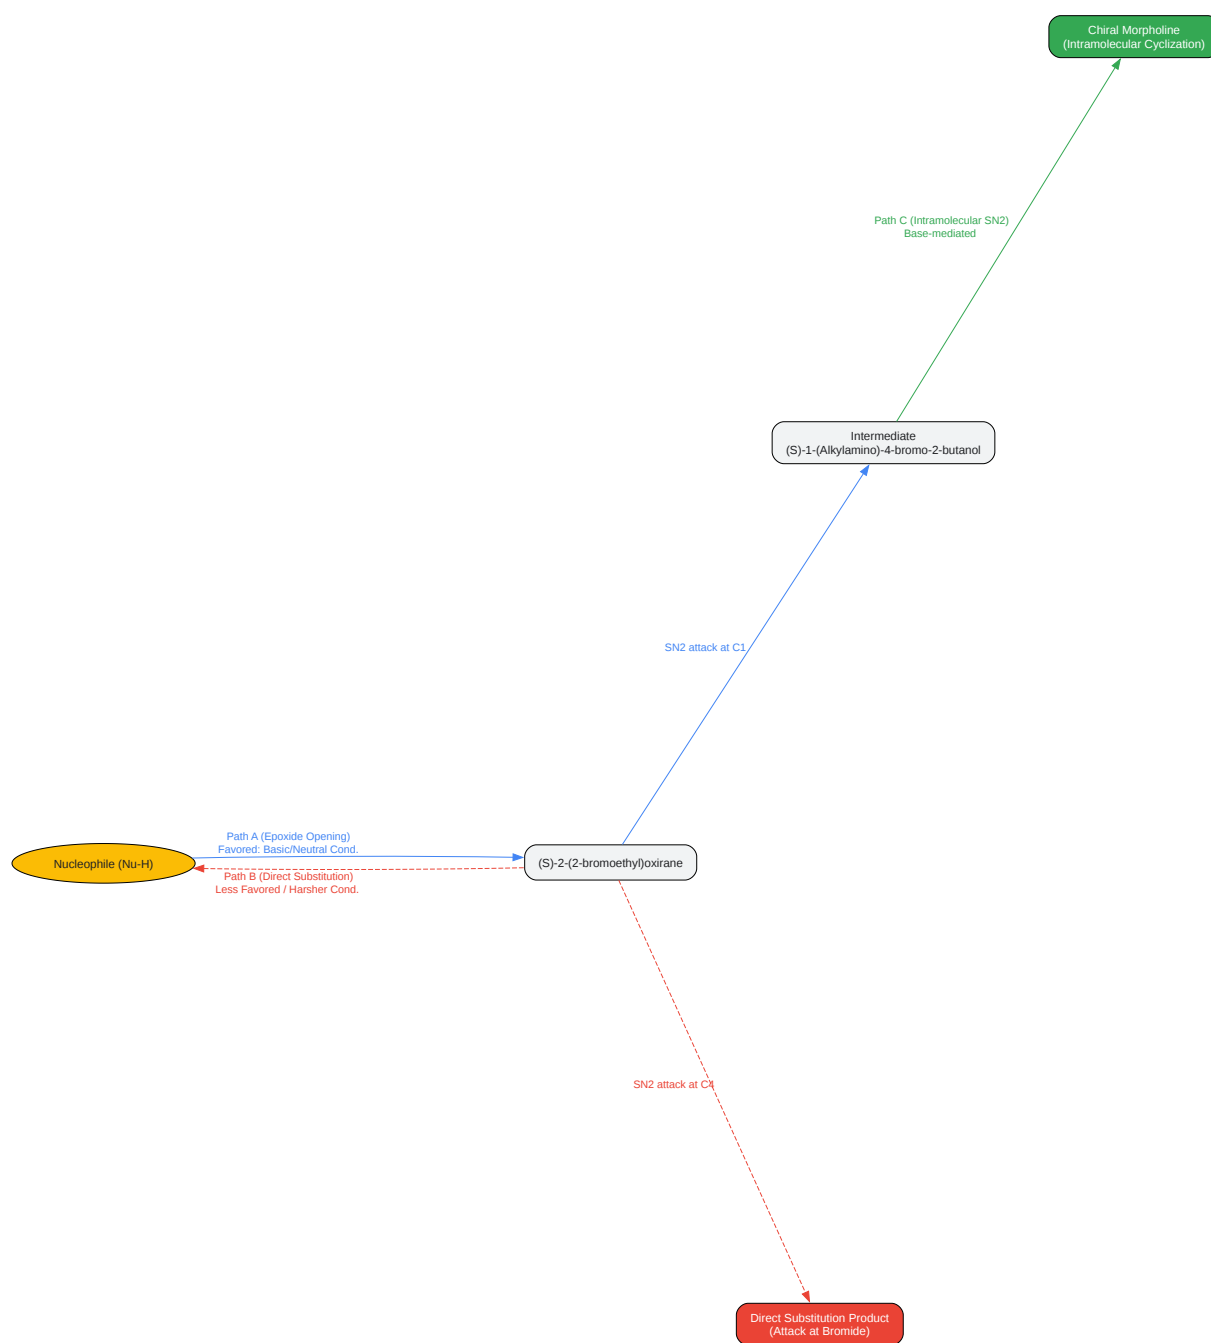 Chiral Morpholine
(Intramolecular Cyclization)
Path C (Intramolecular SN2)
Base-mediated
Intermediate
(S)-1-(Alkylamino)-4-bromo-2-butanol
SN2 attack at C1
Path A (Epoxide Opening)
Favored: Basic/Neutral Cond.
Nucleophile (Nu-H)
(S)-2-(2-bromoethyl)oxirane
Path B (Direct Substitution)
Less Favored / Harsher Cond.
SN2 attack at C4
Direct Substitution Product
(Attack at Bromide)